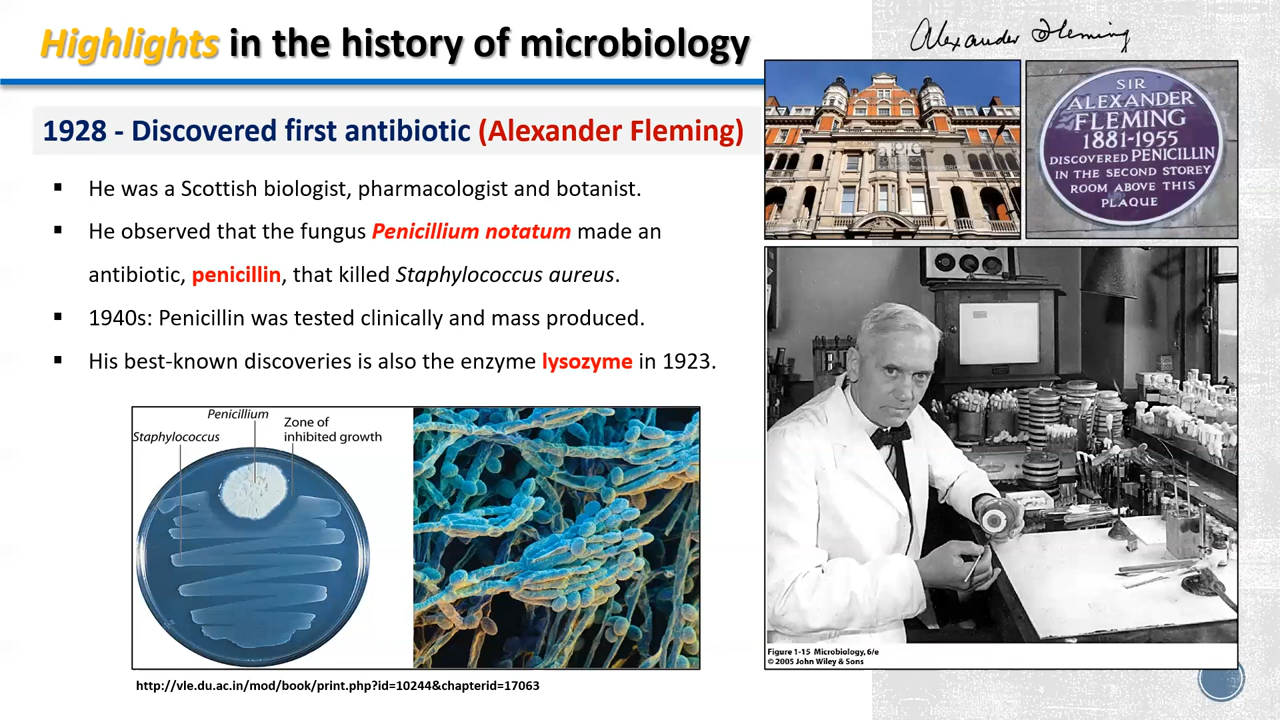 Highlights in the history of microbiology
Alexander Fleming
1928 - Discovered first antibiotic (Alexander Fleming)
▪ He was a Scottish biologist, pharmacologist and botanist.
▪ He observed that the fungus Penicillium notatum made an
antibiotic, penicillin, that killed Staphylococcus aureus.
▪ 1940s: Penicillin was tested clinically and mass produced.
▪ His best-known discoveries is also the enzyme lysozyme in 1923.
SIR
ALEXANDER
FLEMING
1881-1955
DISCOVERED PENICILLIN
IN THE SECOND STOREY
ROOM ABOVE THIS
PLAQUE
Penicillium
Staphylococcus
Zone of
inhibited growth
Figure 1-15 Microbiology, 6/e
© 2005 John Wiley & Sons
http://vle.du.ac.in/mod/book/print.php?id=10244&chapterid=17063